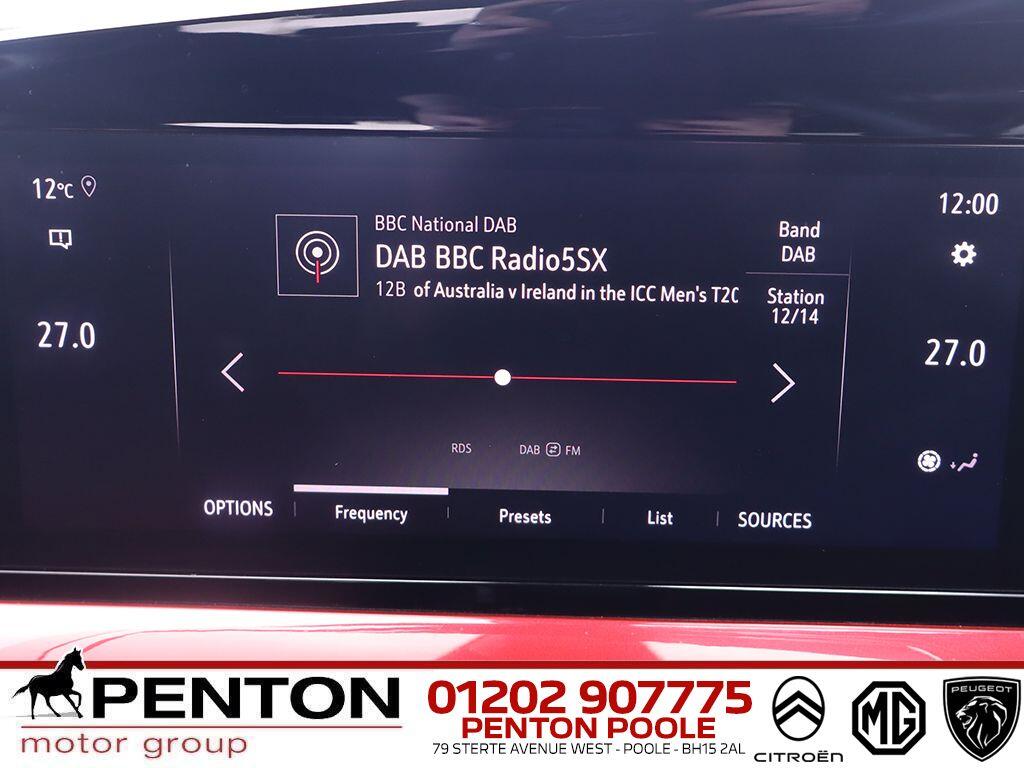 12°C
12:00
BBC National DAB
DAB BBC Radio5SX
12B of Australia v Ireland in the ICC Men's T20
Band
DAB
Station
12/14
27.0
27.0
RDS
DAB FM
OPTIONS
Frequency
Presets
List
SOURCES
PENTON
motor group
01202 907775
PENTON POOLE
79 STERTE AVENUE WEST - POOLE - BH15 2AL
CITROËN
MG
PEUGEOT